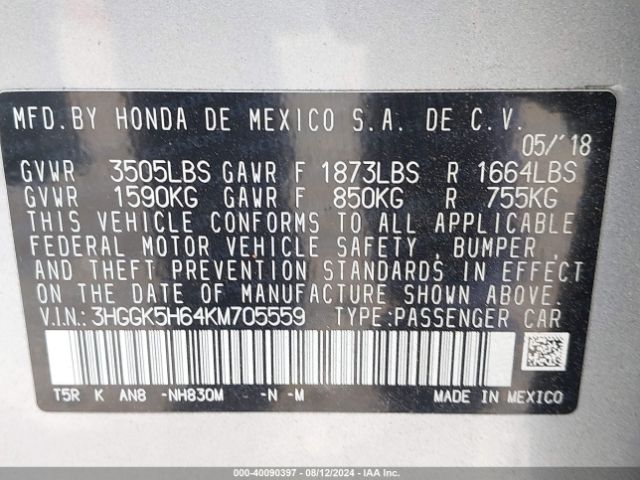 MFD.BY HONDA DE MEXICO S.A. DE C.V.
05/'18
GVWR 3505LBS GAWR F 1873LBS R 1664LBS
GVWR 1590KG GAWR F 850KG R 755KG
THIS VEHICLE CONFORMS TO ALL APPLICABLE
FEDERAL MOTOR VEHICLE SAFETY , BUMPER ,
AND THEFT PREVENTION STANDARDS IN EFFECT
ON THE DATE OF MANUFACTURE SHOWN ABOVE.
V.I.N.: 3HGGK5H64KM705559 TYPE:PASSENGER CAR
T5R K AN8 -NH830M -N -M MADE IN MEXICO
000-40090397 - 08/12/2024 - IAA Inc.